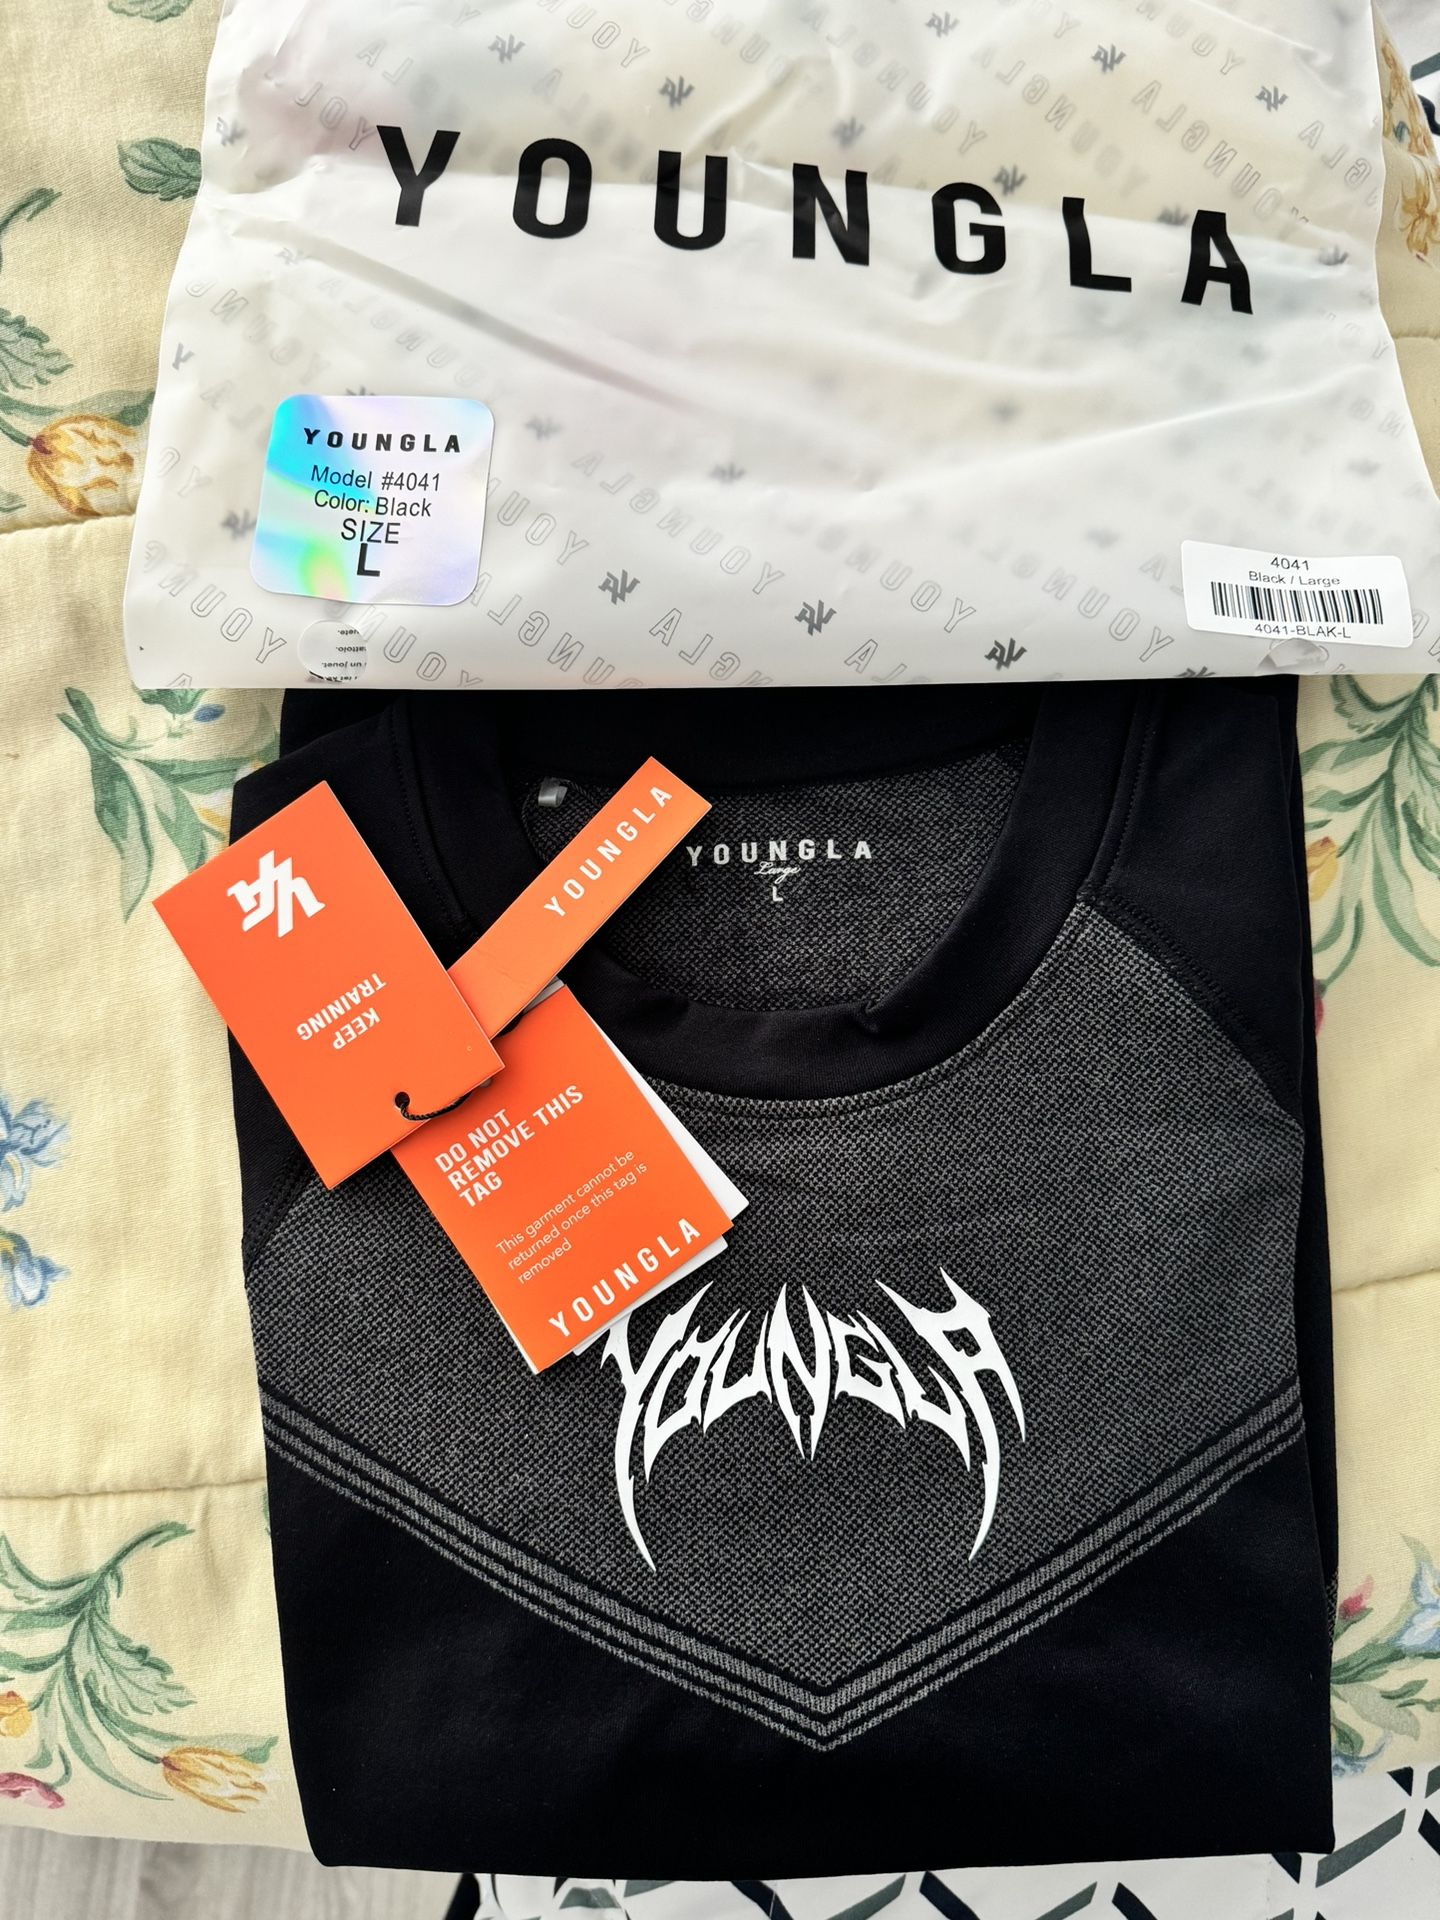 YOUNGLA
YOUNGLA
Model #4041
Color: Black
SIZE
L
4041
Black / Large
4041-BLAK-L
YOUNGLA
YOUNGLA
Large
L
YA
KEEP
TRAINING
DO NOT
REMOVE THIS
TAG
This garment cannot be
returned once this tag is
removed
YOUNGLA
YOUNGLA